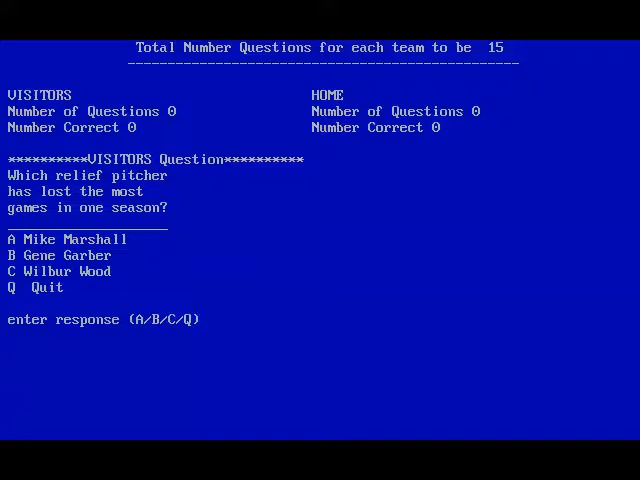 Total Number Questions for each team to be  15
VISITORS
HOME
Number of Questions 0
Number of Questions 0
Number Correct 0
Number Correct 0
**********VISITORS Question**********
Which relief pitcher
has lost the most
games in one season?
A Mike Marshall
B Gene Garber
C Wilbur Wood
Q  Quit
enter response (A/B/C/Q)